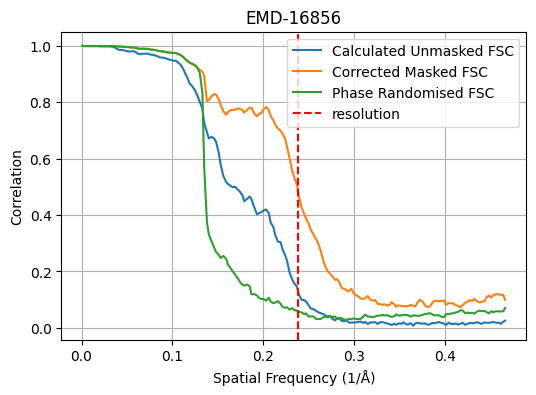 EMD-16856
Calculated Unmasked FSC
Corrected Masked FSC
Phase Randomised FSC
resolution
Correlation
1.0
0.8
0.6
0.4
0.2
0.0
0.0 0.1 0.2 0.3 0.4
Spatial Frequency (1/Å)